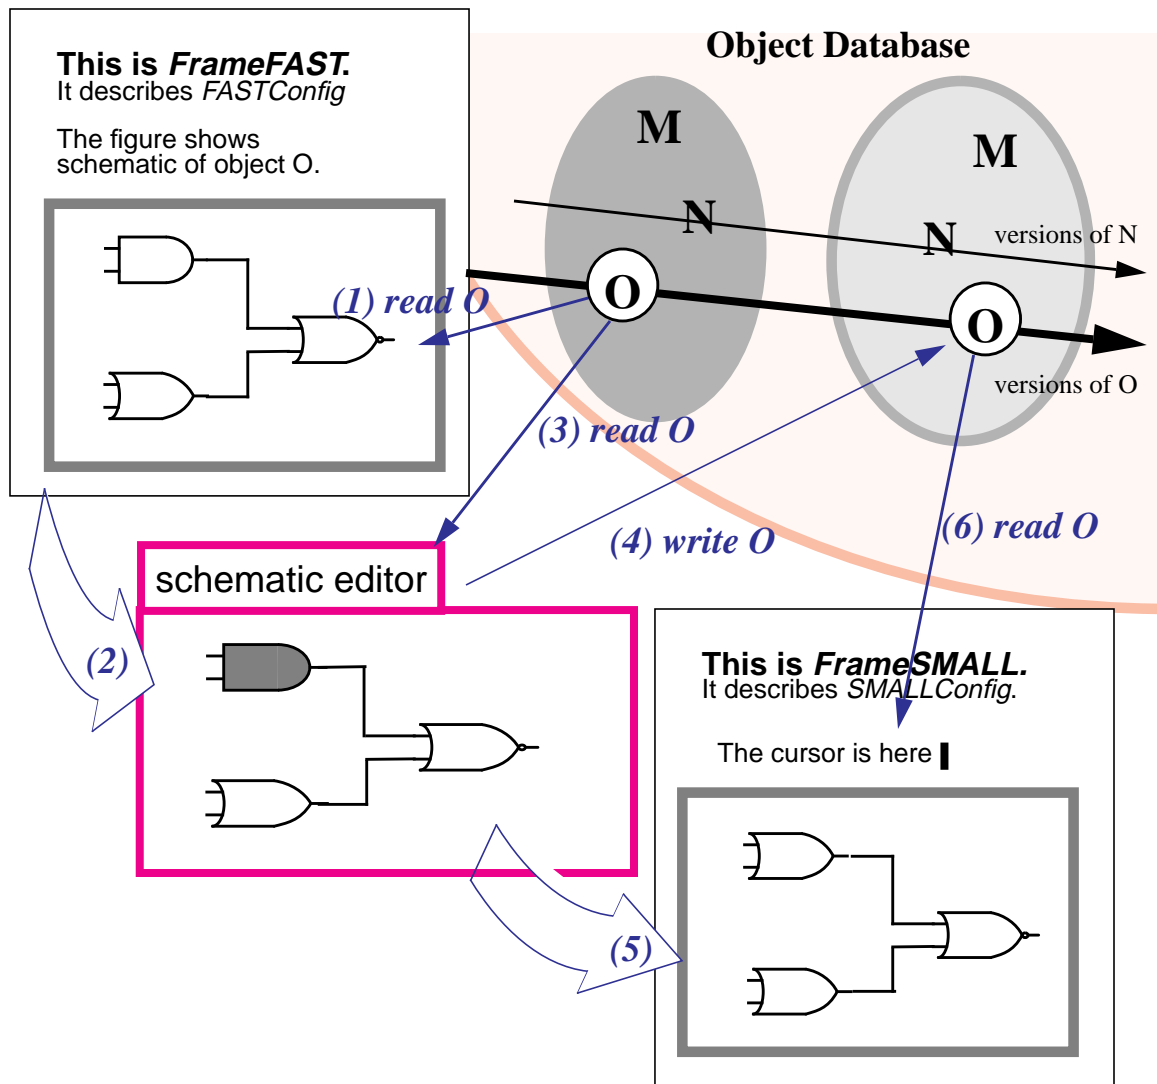 This is FrameFAST.
It describes FASTConfig
The figure shows
schematic of object O.
Object Database
M
M
N
N
versions of N
O
O
versions of O
(1) read O
(3) read O
(4) write O
(6) read O
schematic editor
(2)
This is FrameSMALL.
It describes SMALLConfig.
The cursor is here
(5)